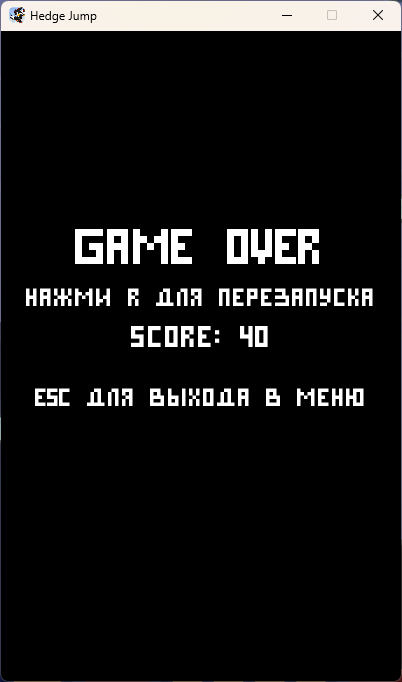 Hedge Jump
GAME OVER
НАЖМИ R ДЛЯ ПЕРЕЗАПУСКА
SCORE: 40
ESC ДЛЯ ВЫХОДА В МЕНЮ